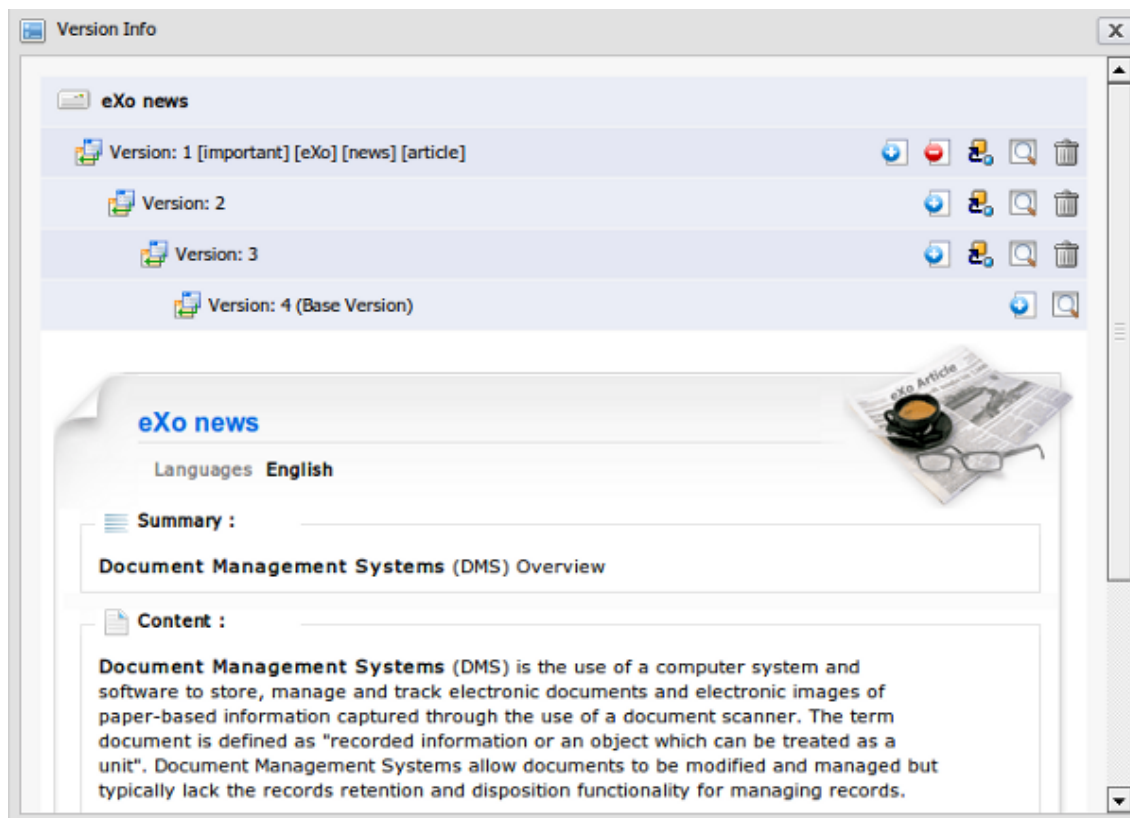 Version Info
eXo news
Version: 1 [important] [eXo] [news] [article]
Version: 2
Version: 3
Version: 4 (Base Version)
eXo Article
eXo news
Languages English
Summary :
Document Management Systems (DMS) Overview
Content :
Document Management Systems (DMS) is the use of a computer system and
software to store, manage and track electronic documents and electronic images of
paper-based information captured through the use of a document scanner. The term
document is defined as "recorded information or an object which can be treated as a
unit". Document Management Systems allow documents to be modified and managed but
typically lack the records retention and disposition functionality for managing records.